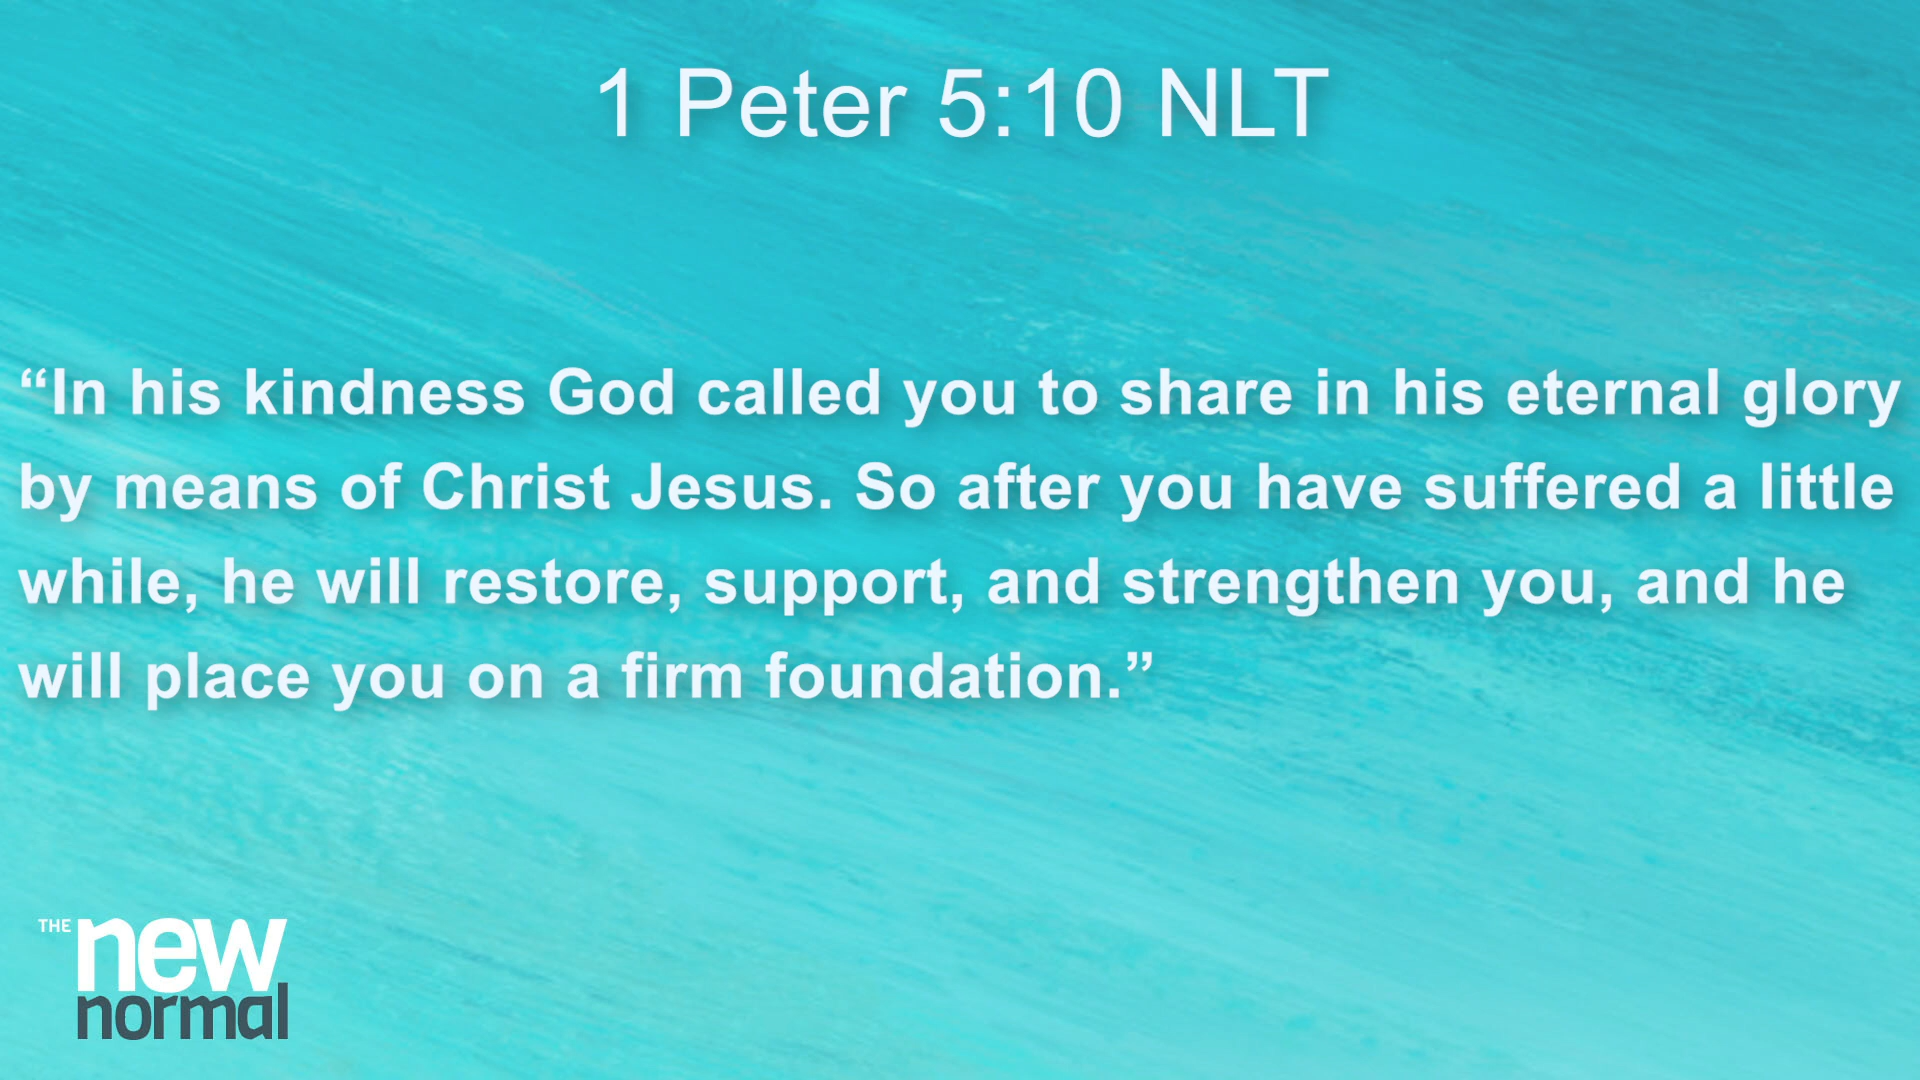 1 Peter 5:10 NLT
“In his kindness God called you to share in his eternal glory
by means of Christ Jesus. So after you have suffered a little
while, he will restore, support, and strengthen you, and he
will place you on a firm foundation.”
THE new
normal